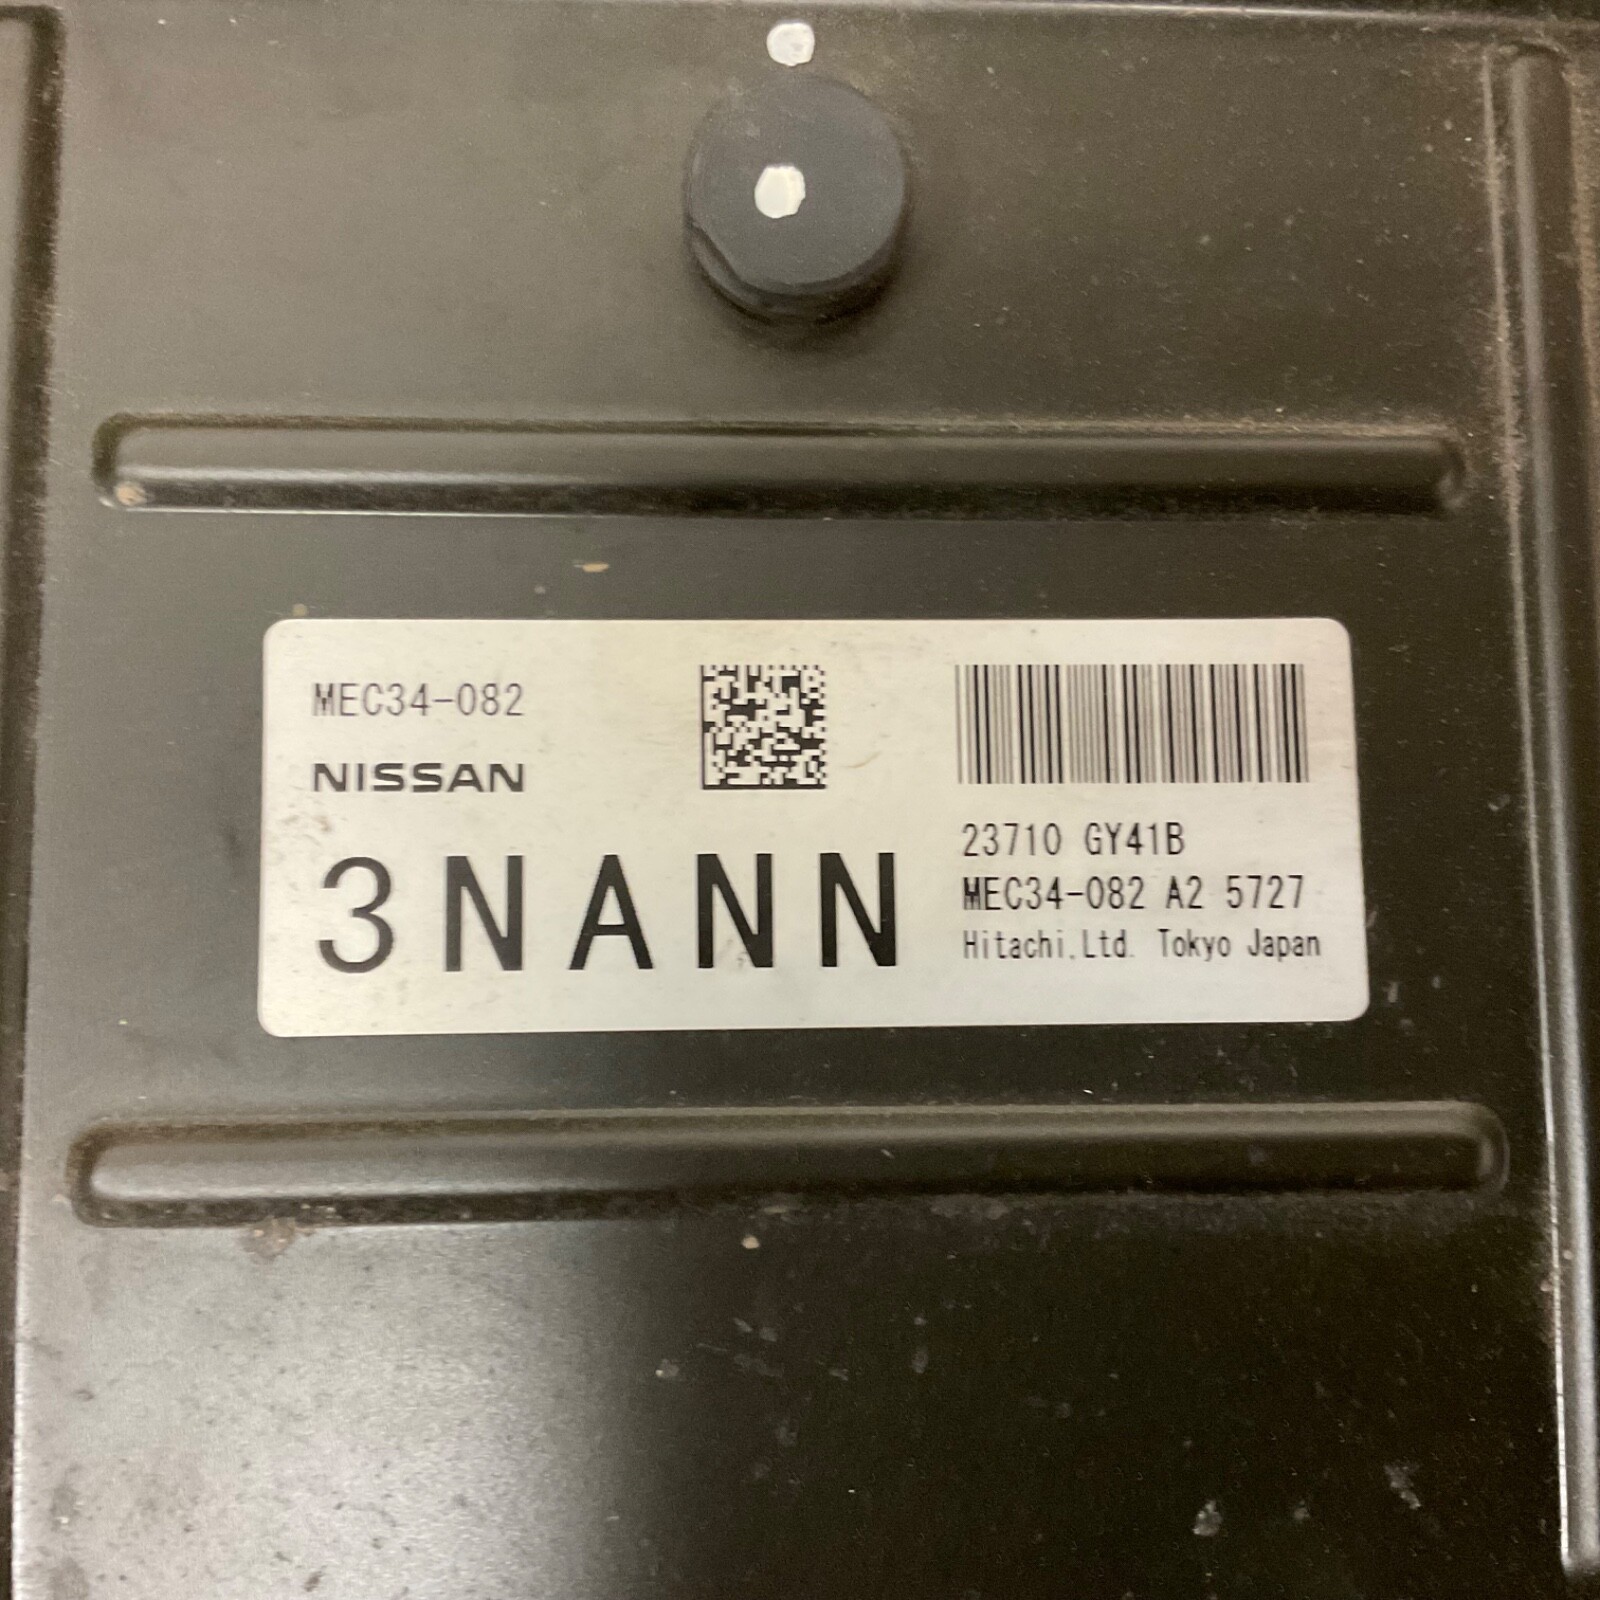 MEC34-082
NISSAN
3NANN
23710 GY41B
MEC34-082 A2 5727
Hitachi,Ltd. Tokyo Japan